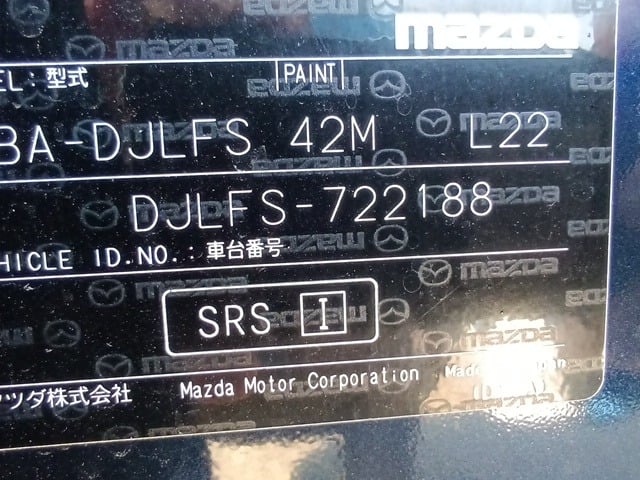 mazda
EL:型式 PAINT
BA-DJLFS 42M L22
DJLFS-722188
HICLE ID.NO.:車台番号
SRS I
ツダ株式会社 Mazda Motor Corporation Made